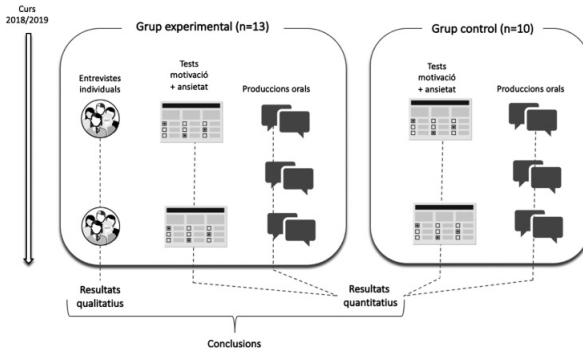 Curs
2018/2019
Grup experimental (n=13)
Entrevistes
individuals
Tests
motivació
+ ansietat
Produccions orals
Grup control (n=10)
Tests
motivació
+ ansietat
Produccions orals
Resultats
qualitatius
Resultats
quantitatius
Conclusions